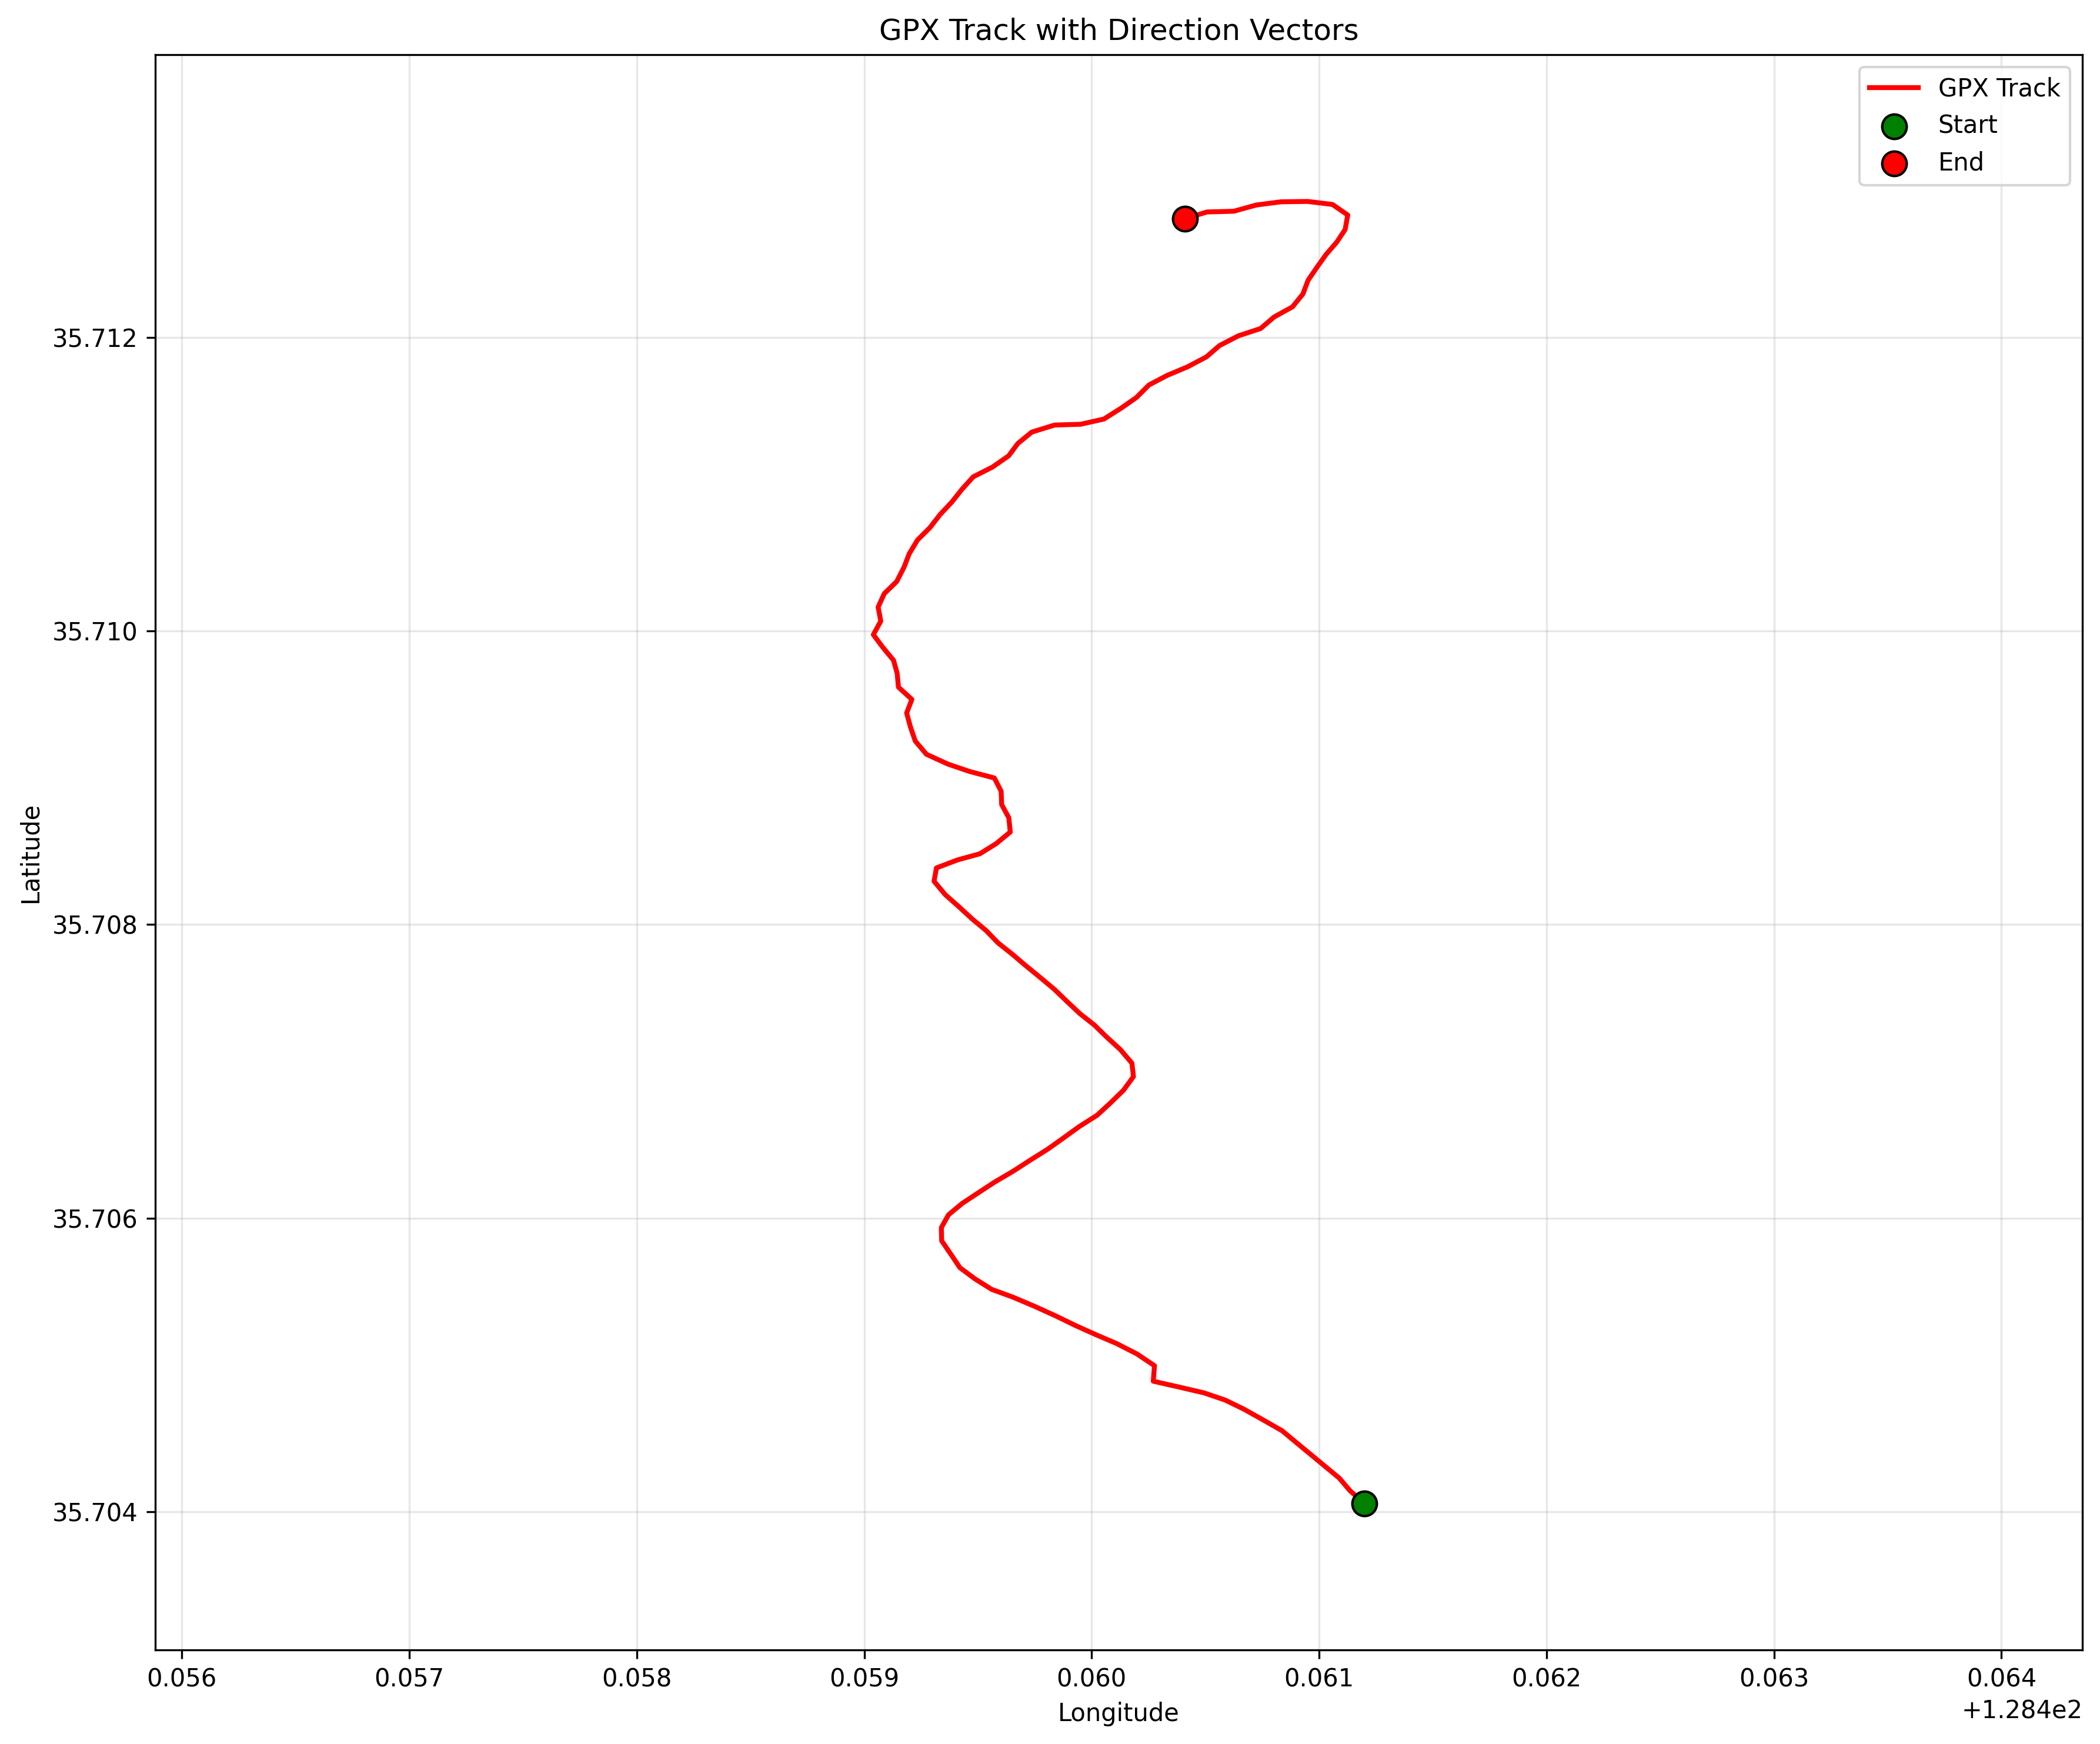 GPX Track with Direction Vectors
GPX Track
Start
End
35.712
35.710
35.708
35.706
35.704
Latitude
0.056 0.057 0.058 0.059 0.060 0.061 0.062 0.063 0.064
+1.284e2
Longitude